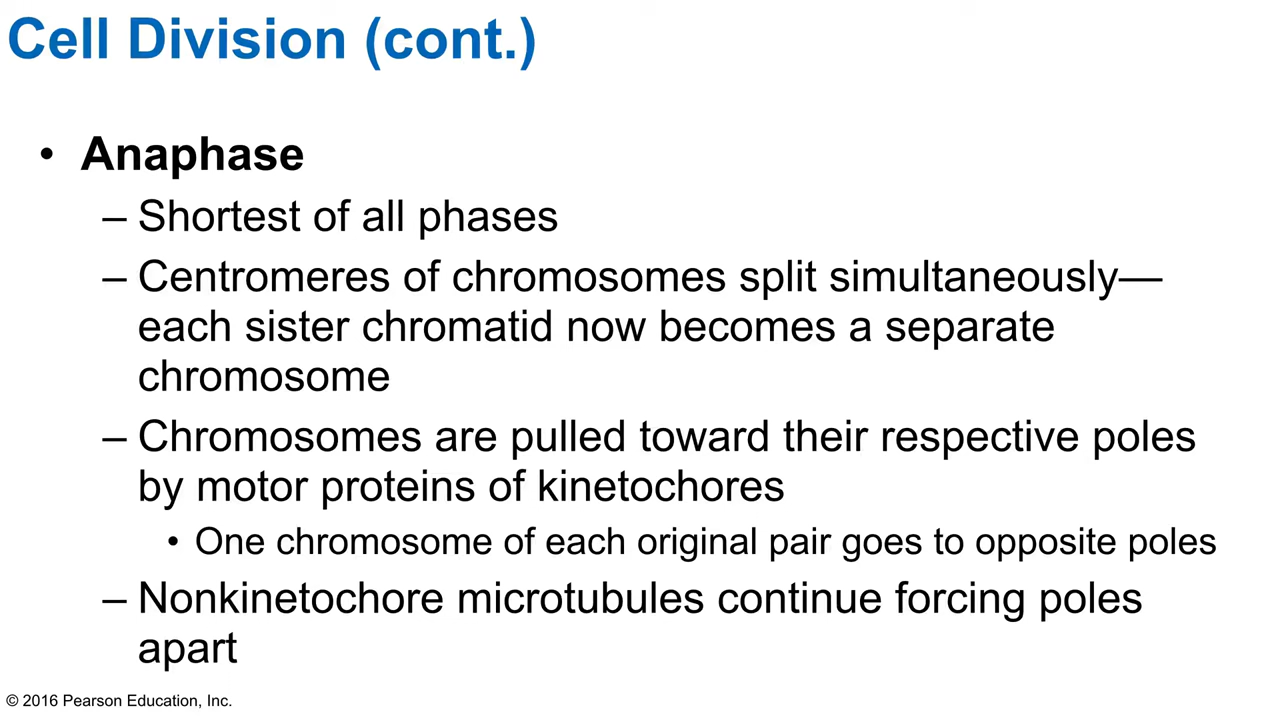 Cell Division (cont.)
• Anaphase
– Shortest of all phases
– Centromeres of chromosomes split simultaneously—
each sister chromatid now becomes a separate
chromosome
– Chromosomes are pulled toward their respective poles
by motor proteins of kinetochores
• One chromosome of each original pair goes to opposite poles
– Nonkinetochore microtubules continue forcing poles
apart
© 2016 Pearson Education, Inc.